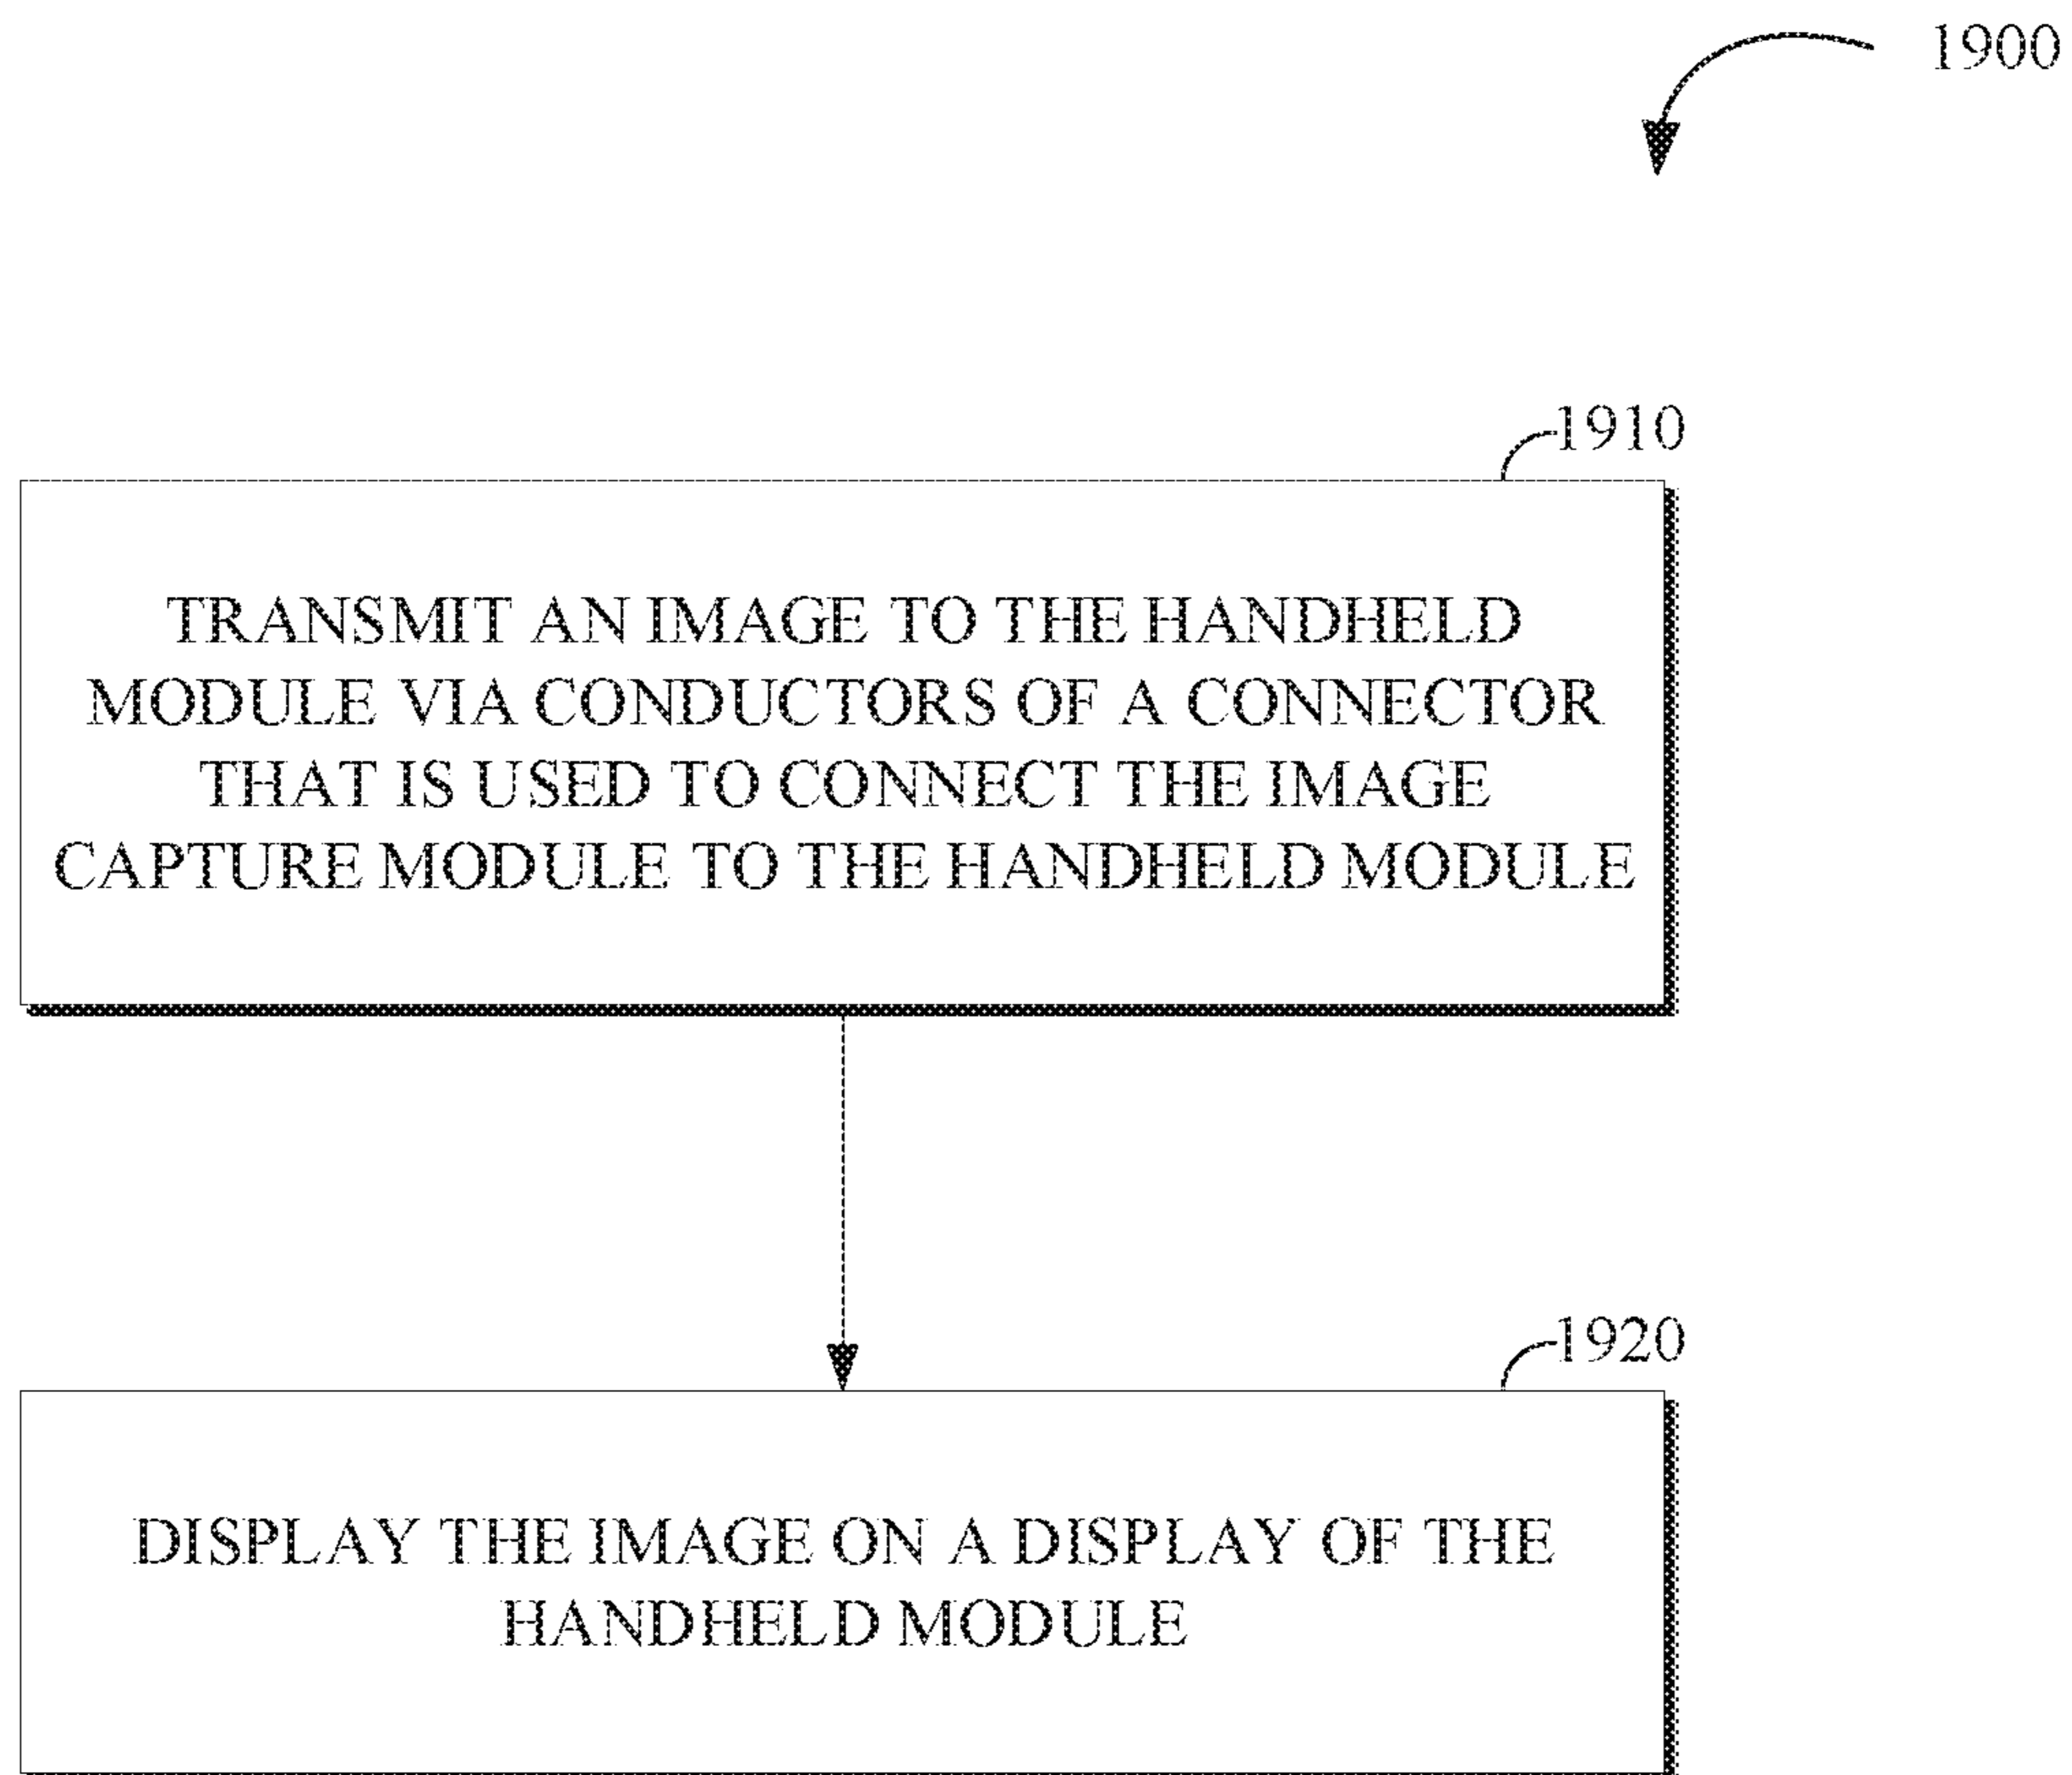 1900
1910
TRANSMIT AN IMAGE TO THE HANDHELD
MODULE VIA CONDUCTORS OF A CONNECTOR
THAT IS USED TO CONNECT THE IMAGE
CAPTURE MODULE TO THE HANDHELD MODULE
1920
DISPLAY THE IMAGE ON A DISPLAY OF THE
HANDHELD MODULE